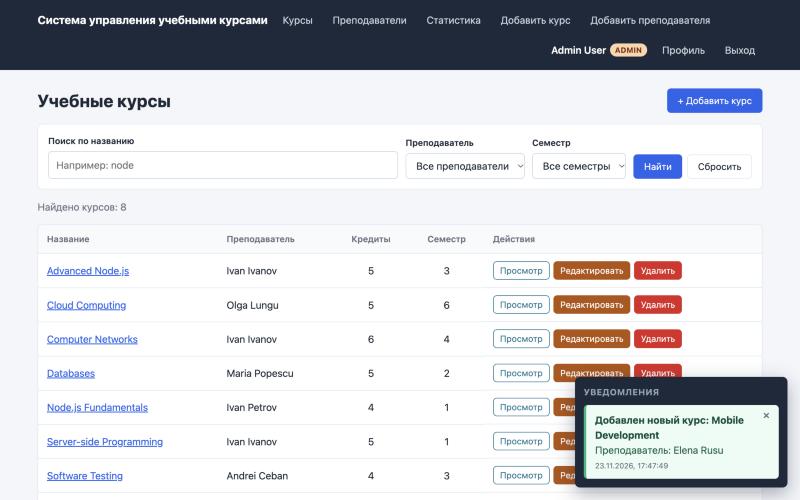 Система управления учебными курсами Курсы Преподаватели Статистика Добавить курс Добавить преподавателя
Admin User ADMIN Профиль Выход
Учебные курсы + Добавить курс
Поиск по названию Преподаватель Семестр
Например: node Все преподаватели Все семестры Найти Сбросить
Найдено курсов: 8
Название Преподаватель Кредиты Семестр Действия
Advanced Node.js Ivan Ivanov 5 3 Просмотр Редактировать Удалить
Cloud Computing Olga Lungu 5 6 Просмотр Редактировать Удалить
Computer Networks Ivan Ivanov 6 4 Просмотр Редактировать Удалить
Databases Maria Popescu 5 2 Просмотр Редактировать Удалить
Node.js Fundamentals Ivan Petrov 4 1 Просмотр
Server-side Programming Ivan Ivanov 5 1 Просмотр
Software Testing Andrei Ceban 4 3 Просмотр
УВЕДОМЛЕНИЯ
Добавлен новый курс: Mobile ×
Development
Преподаватель: Elena Rusu
23.11.2026, 17:47:49